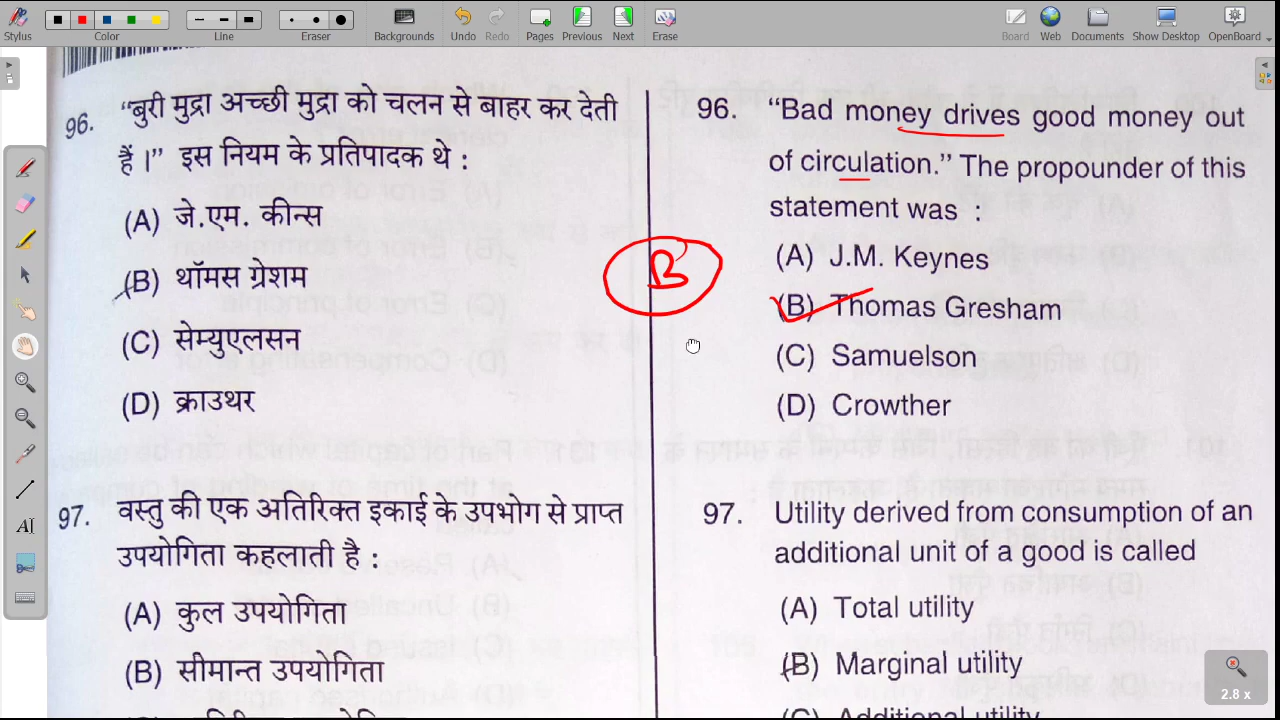 Stylus
Color
Line
Eraser
Backgrounds
Undo
Redo
Pages
Previous
Next
Erase
Board
Web
Documents
Show Desktop
OpenBoard
96. “बुरी मुद्रा अच्छी मुद्रा को चलन से बाहर कर देती
हैं।” इस नियम के प्रतिपादक थे :
(A) जे.एम. कीन्स
(B) थॉमस ग्रेशम
(C) सेम्युएलसन
(D) क्राउथर
97. वस्तु की एक अतिरिक्त इकाई के उपभोग से प्राप्त
उपयोगिता कहलाती है :
(A) कुल उपयोगिता
(B) सीमान्त उपयोगिता
B
96. “Bad money drives good money out
of circulation.” The propounder of this
statement was :
(A) J.M. Keynes
(B) Thomas Gresham
(C) Samuelson
(D) Crowther
97. Utility derived from consumption of an
additional unit of a good is called
(A) Total utility
(B) Marginal utility
(C) Additional utility
2.8 x